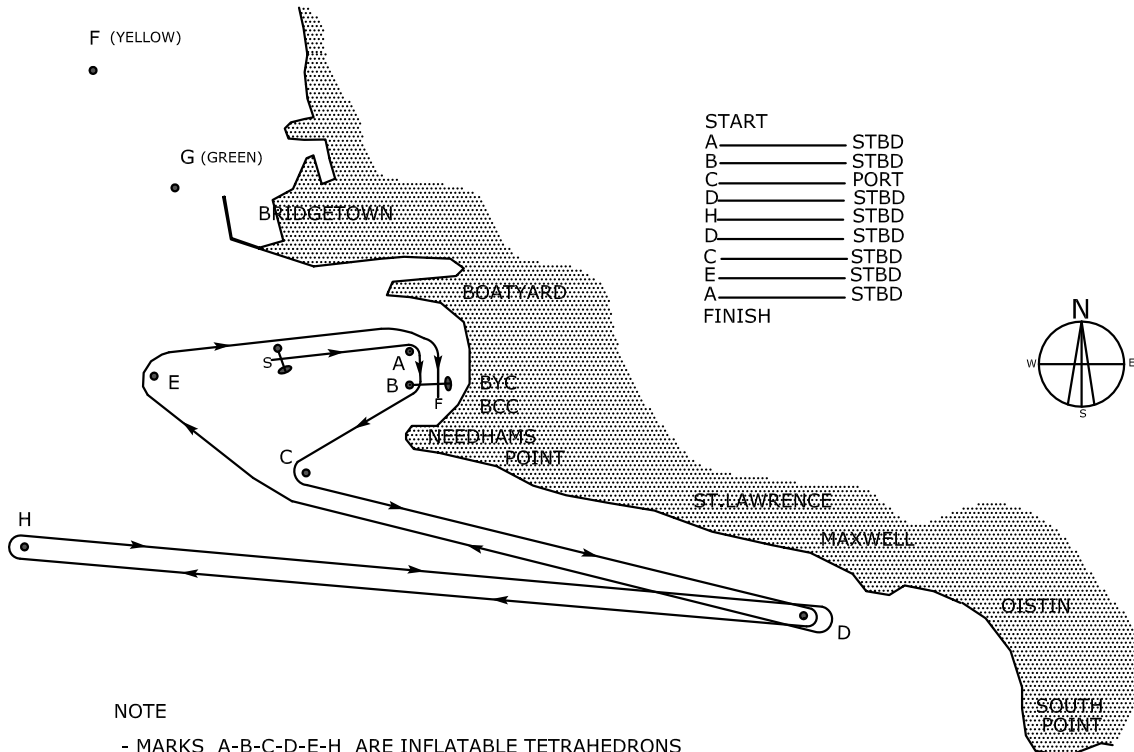 F (YELLOW)
G (GREEN)
BRIDGETOWN
BOATYARD
START
A STBD
B STBD
C PORT
D STBD
H STBD
D STBD
C STBD
E STBD
A STBD
FINISH
N
W E
S
S
A
E
B
F
BYC
BCC
NEEDHAMS
POINT
C
ST.LAWRENCE
H
MAXWELL
OISTIN
D
SOUTH
POINT
NOTE
- MARKS A-B-C-D-E-H ARE INFLATABLE TETRAHEDRONS